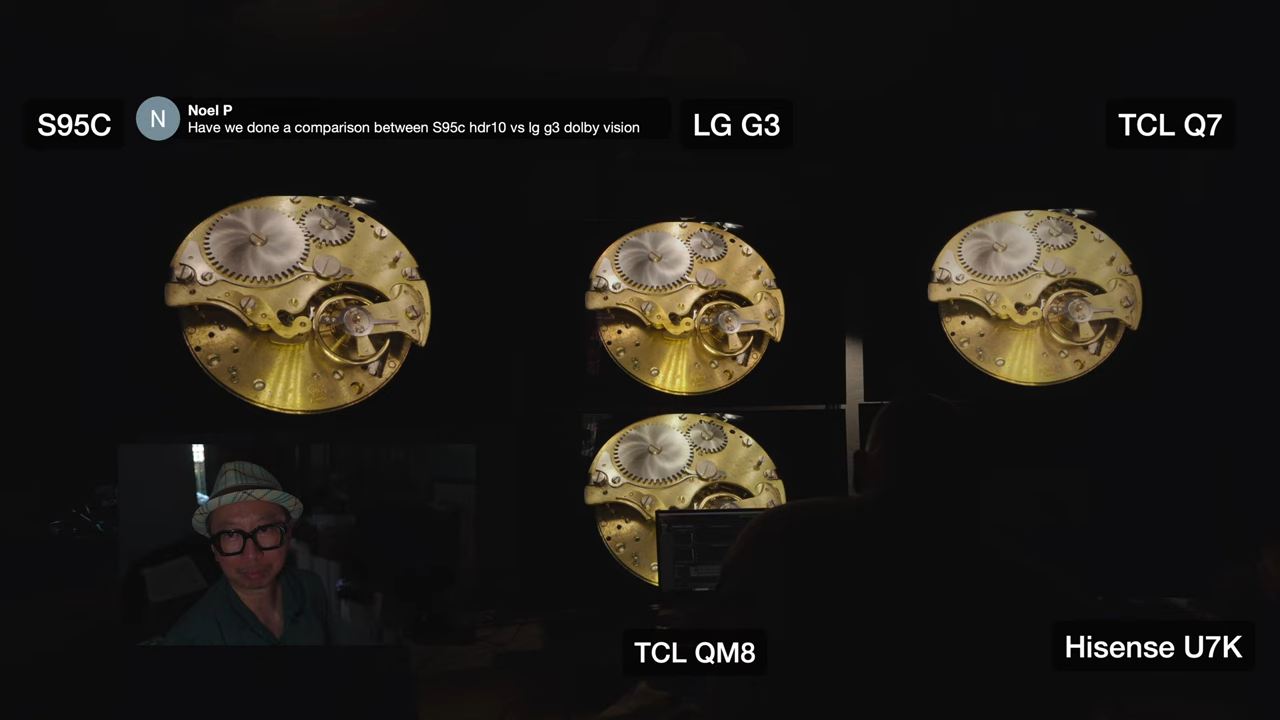 S95C
N
Noel P
Have we done a comparison between S95c hdr10 vs lg g3 dolby vision
LG G3
TCL Q7
TCL QM8
Hisense U7K